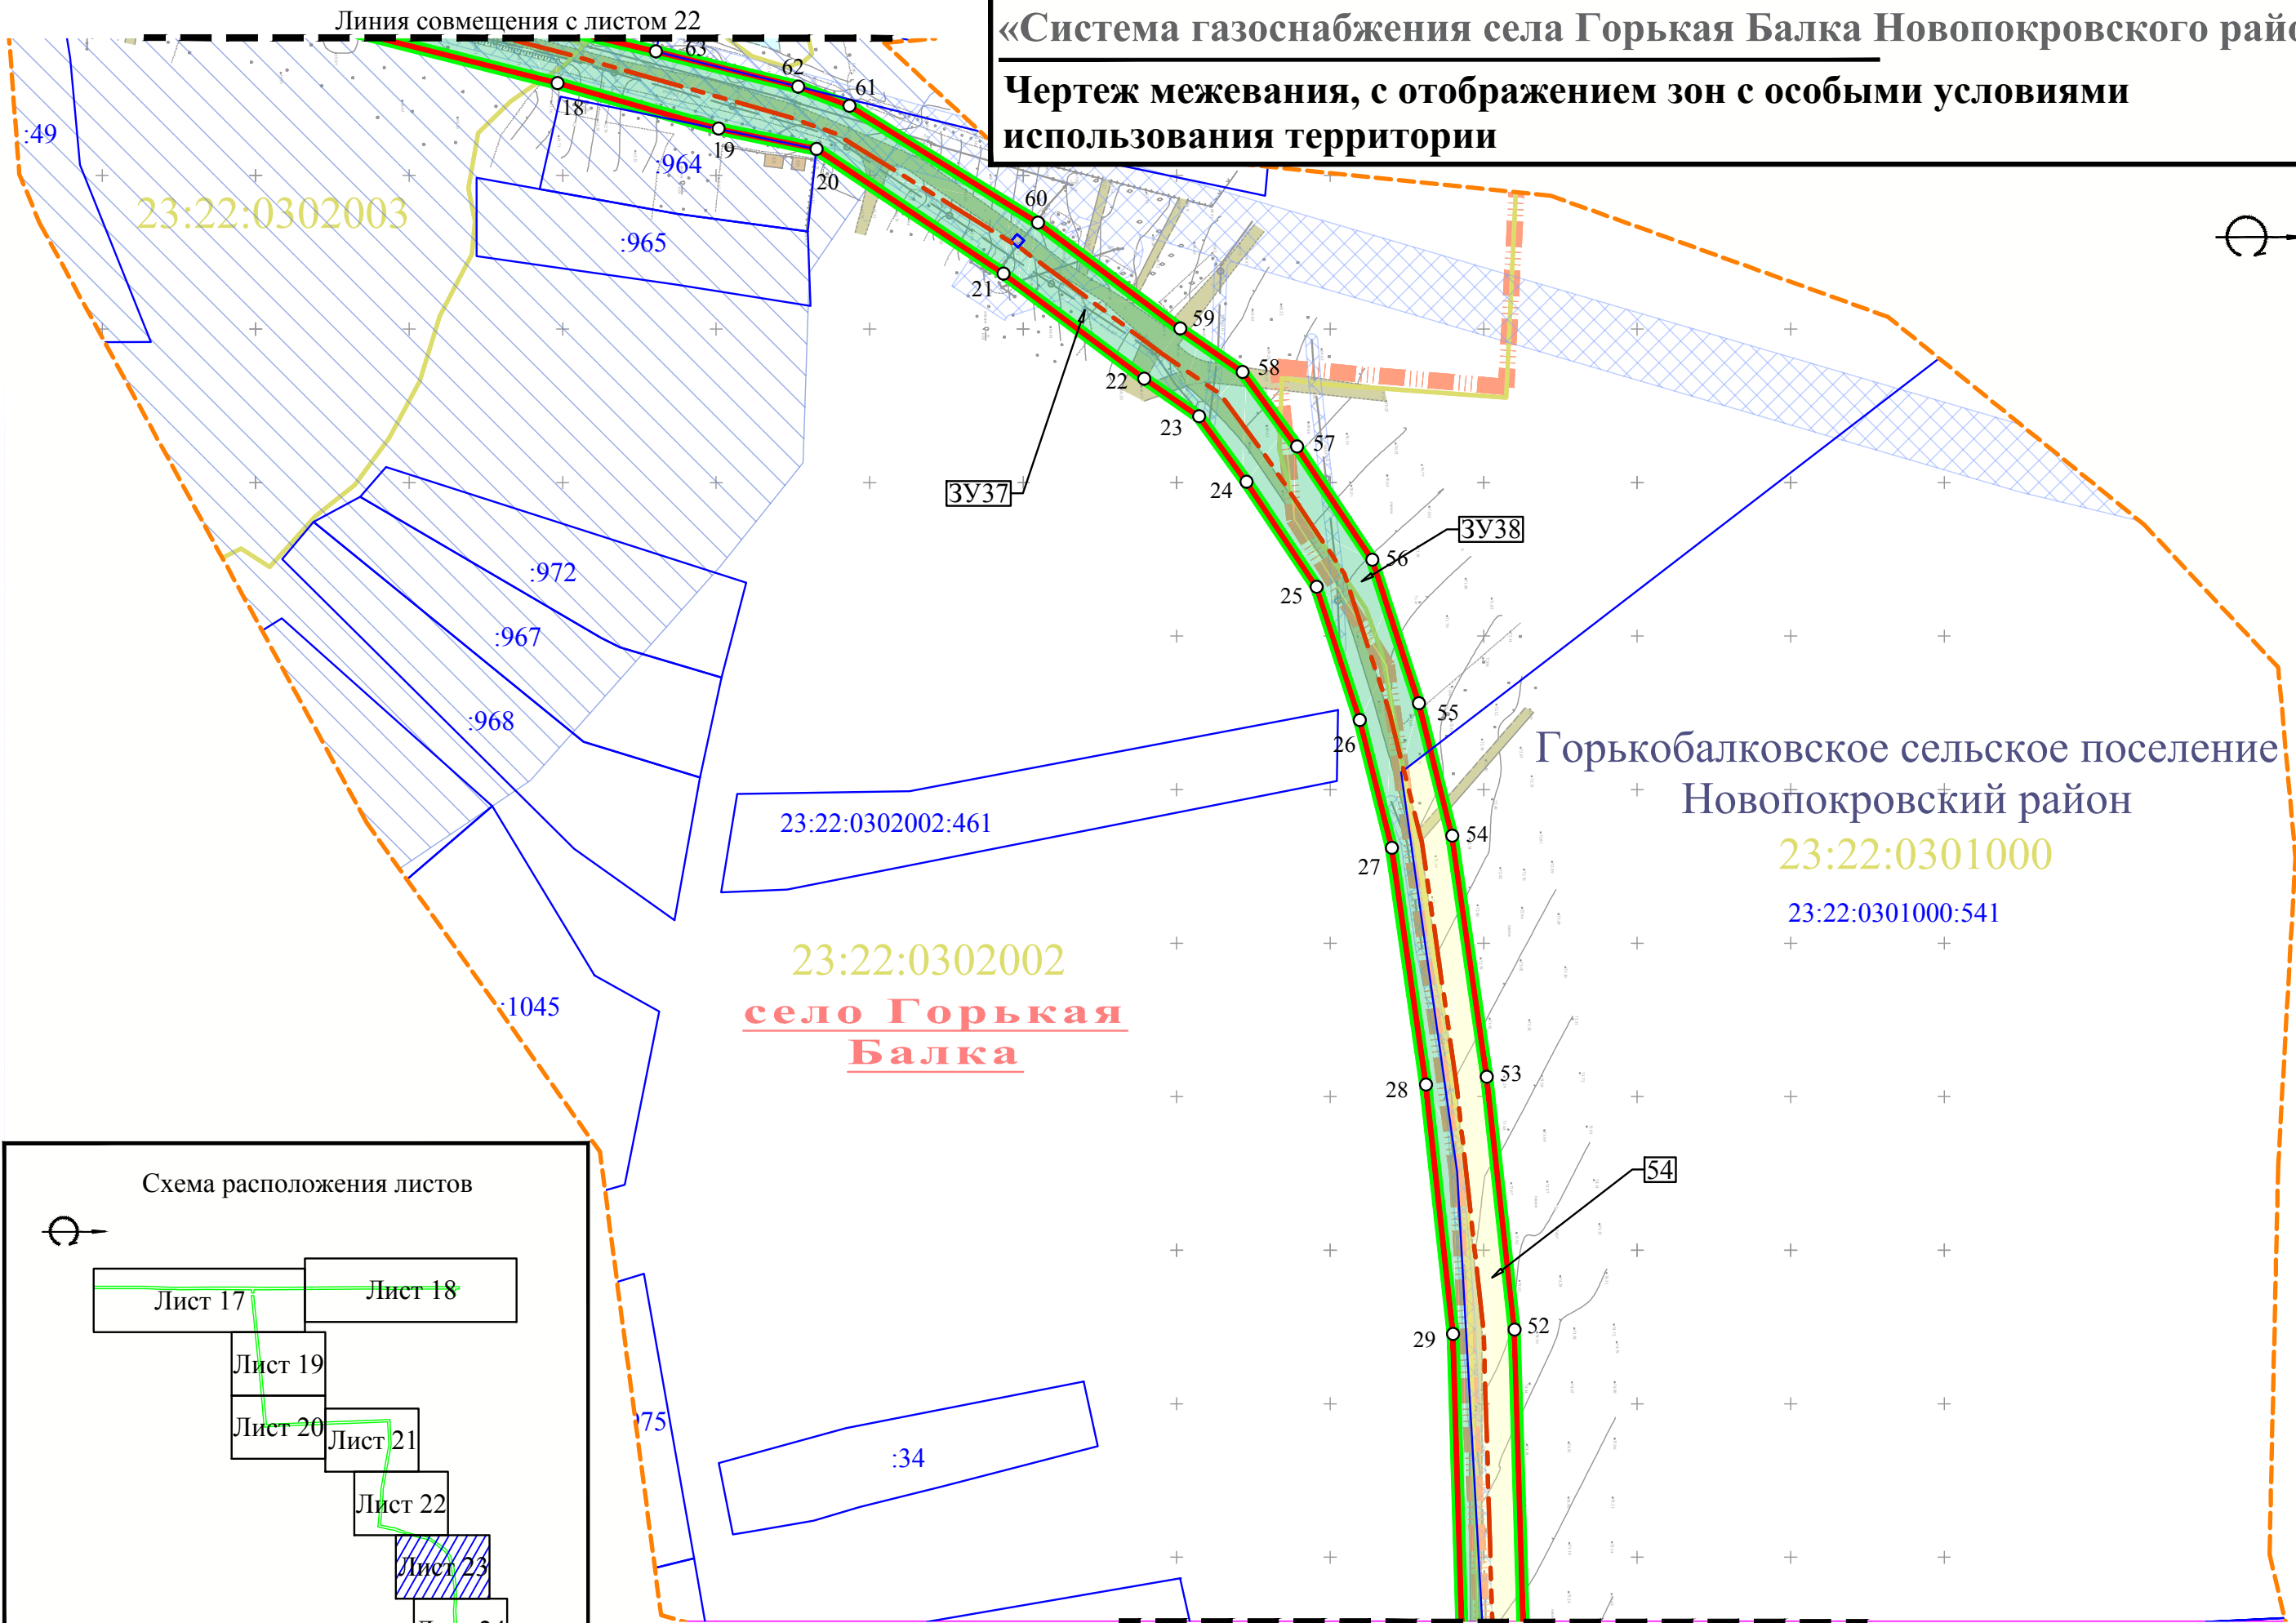 Линия совмещения с листом 22
«Система газоснабжения села Горькая Балка Новопокровского
Чертеж межевания, с отображением зон с особыми условиями
использования территории
63
62
61
18
19
20
60
:49
:964
23:22:0302003
:965
21
59
22
58
23
57
24
ЗУ37
ЗУ38
56
25
:972
:967
:968
55
26
Горькобалковское сельское поселение
Новопокровский район
23:22:0302002:461
54
27
23:22:0301000
23:22:0301000:541
23:22:0302002
село Горькая
Балка
:1045
28
53
54
29
52
75
:34
Схема расположения листов
Лист 17
Лист 18
Лист 19
Лист 20
Лист 21
Лист 22
Лист 23